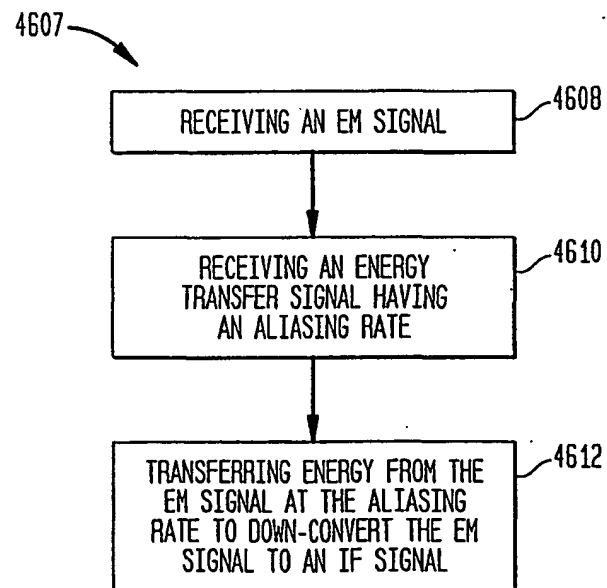 4607
RECEIVING AN EM SIGNAL
4608
RECEIVING AN ENERGY
TRANSFER SIGNAL HAVING
AN ALIASING RATE
4610
TRANSFERRING ENERGY FROM THE
EM SIGNAL AT THE ALIASING
RATE TO DOWN-CONVERT THE EM
SIGNAL TO AN IF SIGNAL
4612